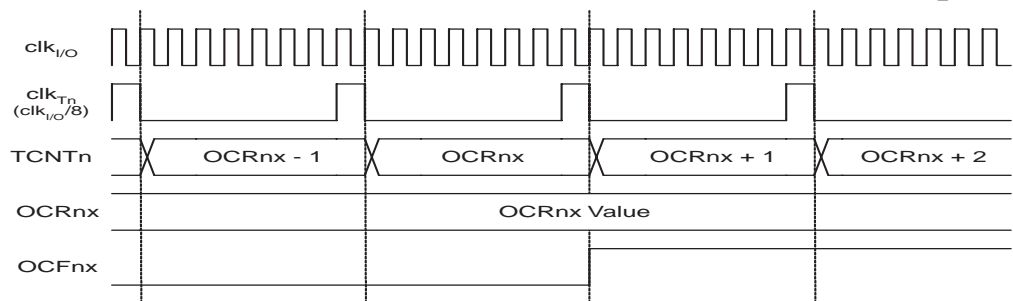 clkI/O
clkTn
(clkI/O/8)
TCNTn OCRnx - 1 OCRnx OCRnx + 1 OCRnx + 2
OCRnx OCRnx Value
OCFnx